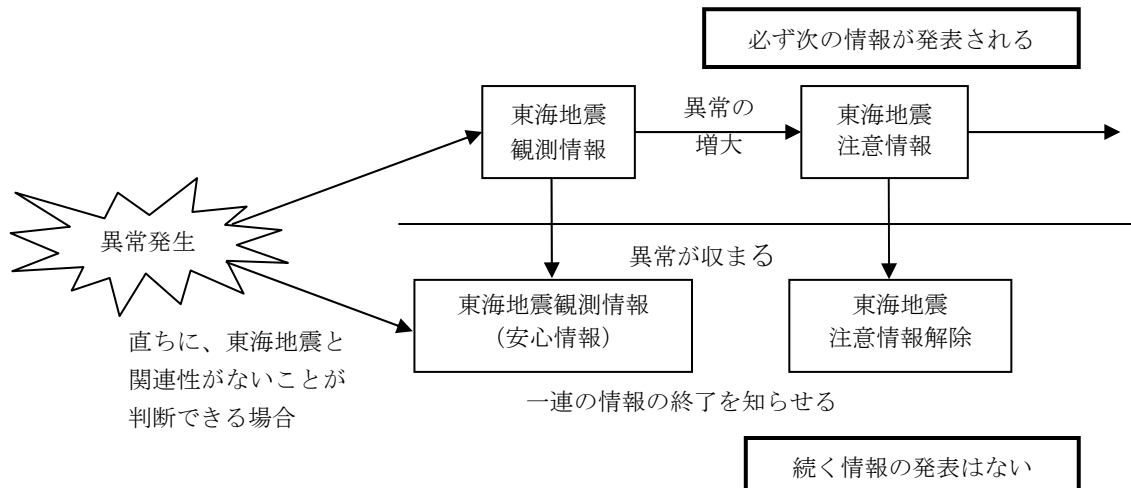 必ず次の情報が発表される
東海地震
観測情報
異常の
増大
東海地震
注意情報
異常発生
異常が収まる
東海地震観測情報
（安心情報）
東海地震
注意情報解除
直ちに、東海地震と
関連性がないことが
判断できる場合
一連の情報の終了を知らせる
続く情報の発表はない